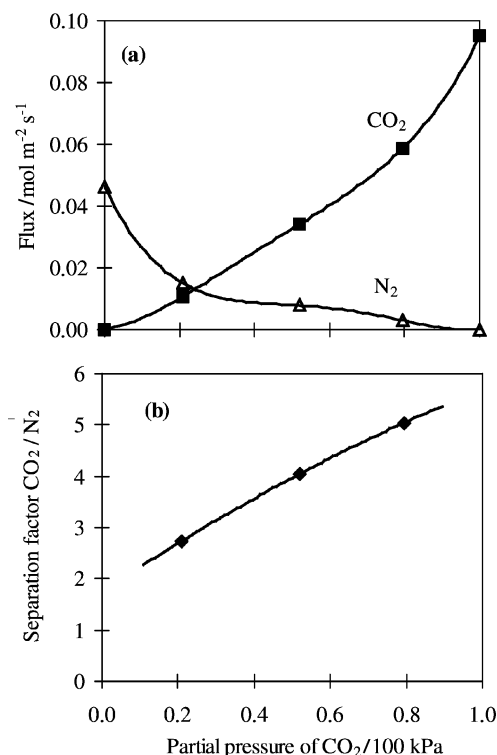 0.10
(a)
0.08
CO₂
0.06
Flux /mol m⁻² s⁻¹
0.04
N₂
0.02
0.00
6
(b)
5
4
Separation factor CO₂ / N₂
3
2
1
0
0.0 0.2 0.4 0.6 0.8 1.0
Partial pressure of CO₂/100 kPa